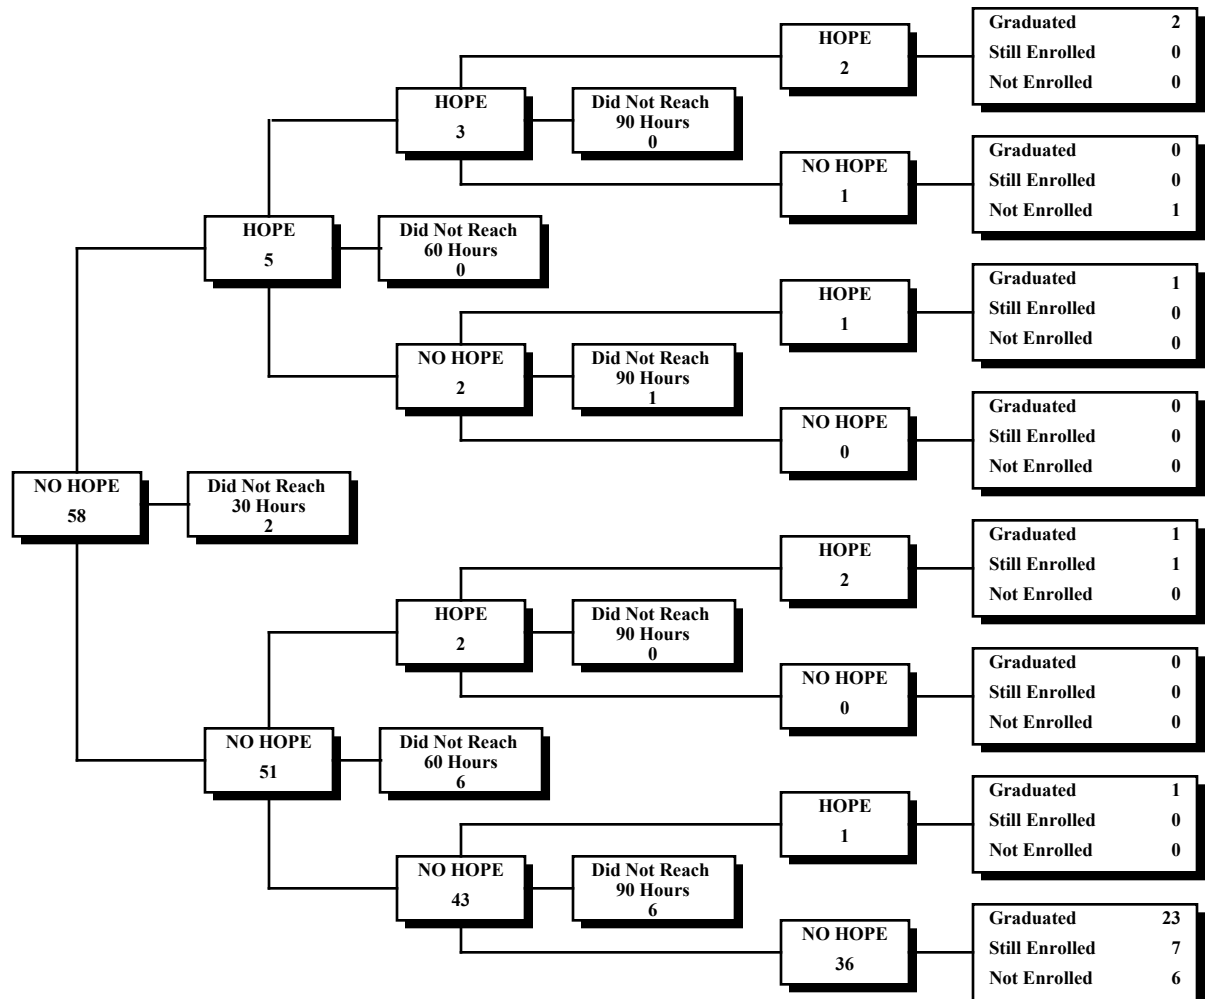 HOPE
2
Graduated 2
Still Enrolled 0
Not Enrolled 0
HOPE
3
Did Not Reach
90 Hours
0
NO HOPE
1
Graduated 0
Still Enrolled 0
Not Enrolled 1
HOPE
5
Did Not Reach
60 Hours
0
HOPE
1
Graduated 1
Still Enrolled 0
Not Enrolled 0
NO HOPE
2
Did Not Reach
90 Hours
1
NO HOPE
0
Graduated 0
Still Enrolled 0
Not Enrolled 0
NO HOPE
58
Did Not Reach
30 Hours
2
HOPE
2
Graduated 1
Still Enrolled 1
Not Enrolled 0
HOPE
2
Did Not Reach
90 Hours
0
NO HOPE
0
Graduated 0
Still Enrolled 0
Not Enrolled 0
NO HOPE
51
Did Not Reach
60 Hours
6
HOPE
1
Graduated 1
Still Enrolled 0
Not Enrolled 0
NO HOPE
43
Did Not Reach
90 Hours
6
NO HOPE
36
Graduated 23
Still Enrolled 7
Not Enrolled 6